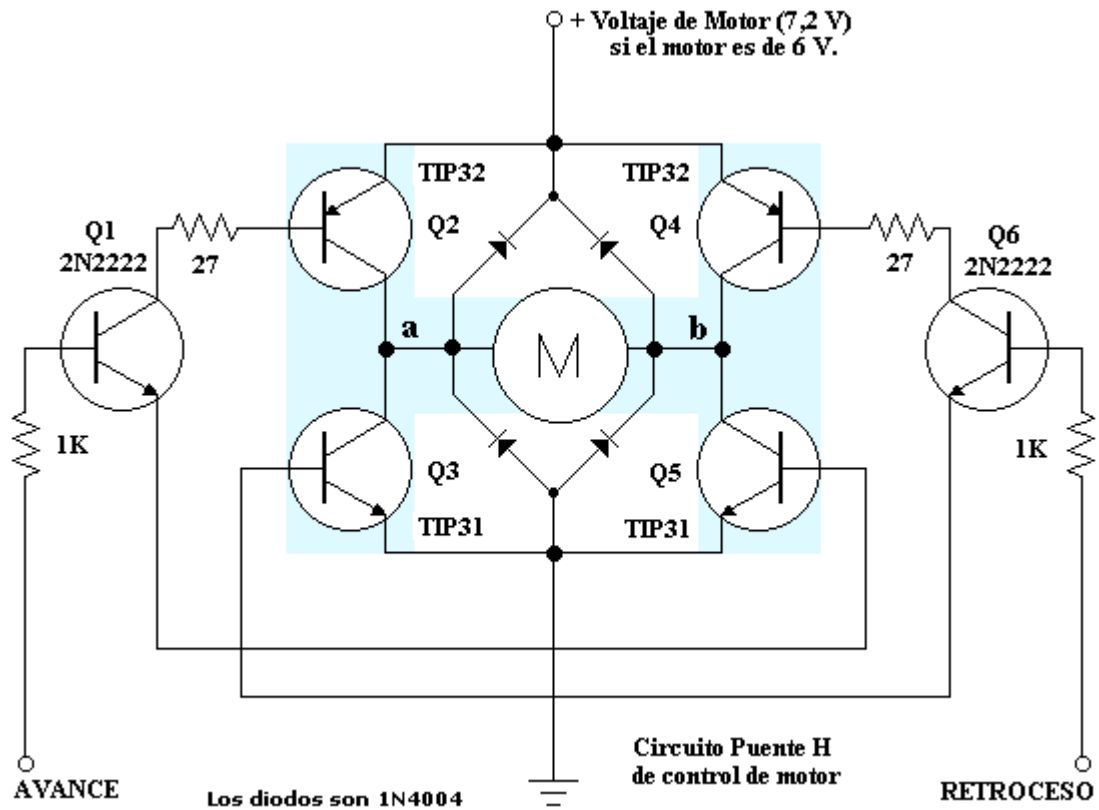 + Voltaje de Motor (7,2 V)
si el motor es de 6 V.
TIP32
TIP32
Q1
2N2222
27
Q2
Q4
27
Q6
2N2222
a
M
b
1K
Q3
Q5
1K
TIP31
TIP31
Circuito Puente H
de control de motor
AVANCE
Los diodos son 1N4004
RETROCESO